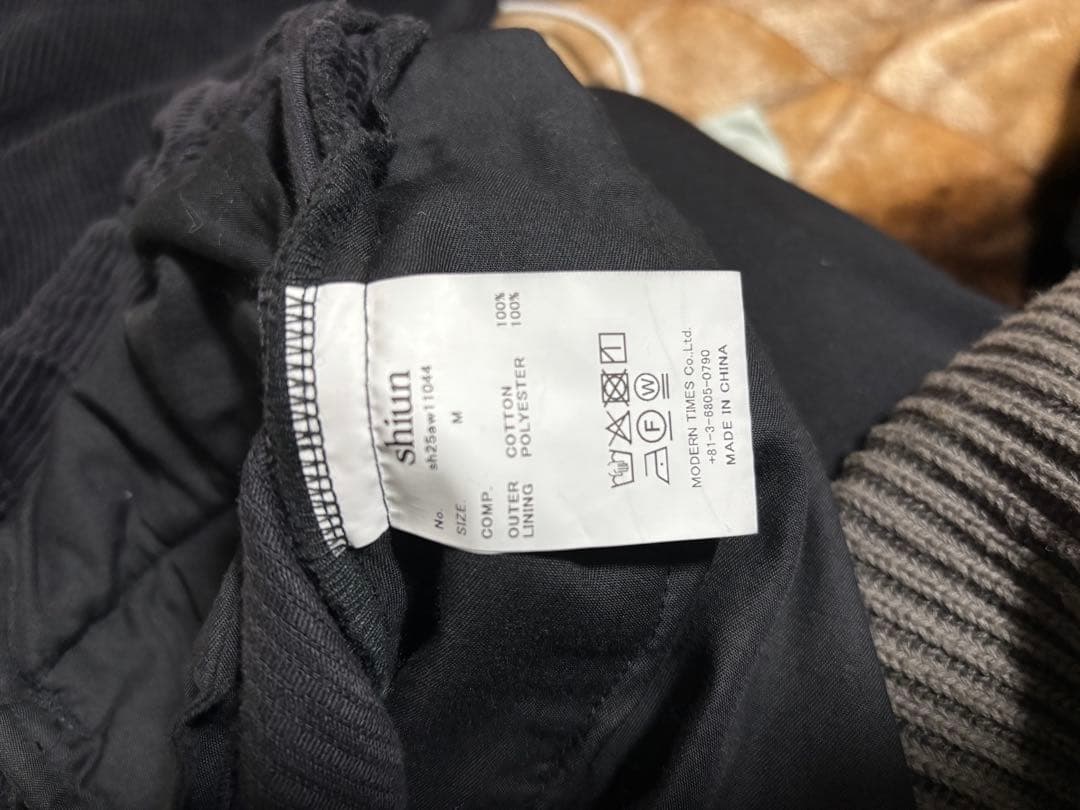 shiun
No. sh25aw11044
SIZE. M
COMP.
OUTER COTTON 100%
LINING POLYESTER 100%
F W
MODERN TIMES Co.,Ltd.
+81-3-6805-0790
MADE IN CHINA